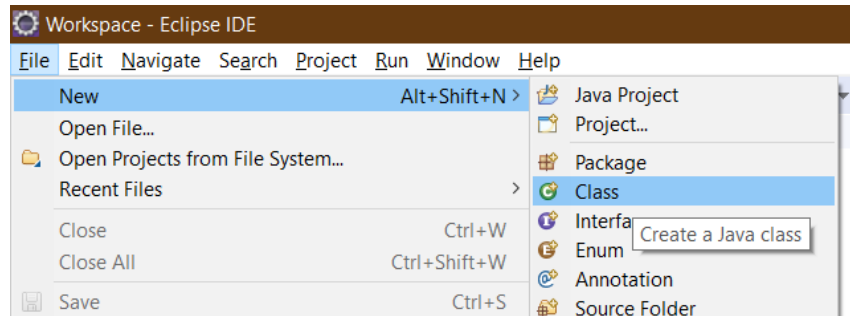 Workspace - Eclipse IDE
File Edit Navigate Search Project Run Window Help
New Alt+Shift+N >
Open File...
Open Projects from File System...
Recent Files >
Close Ctrl+W
Close All Ctrl+Shift+W
Save Ctrl+S
Java Project
Project...
Package
Class
Interfa
Create a Java class
Enum
Annotation
Source Folder